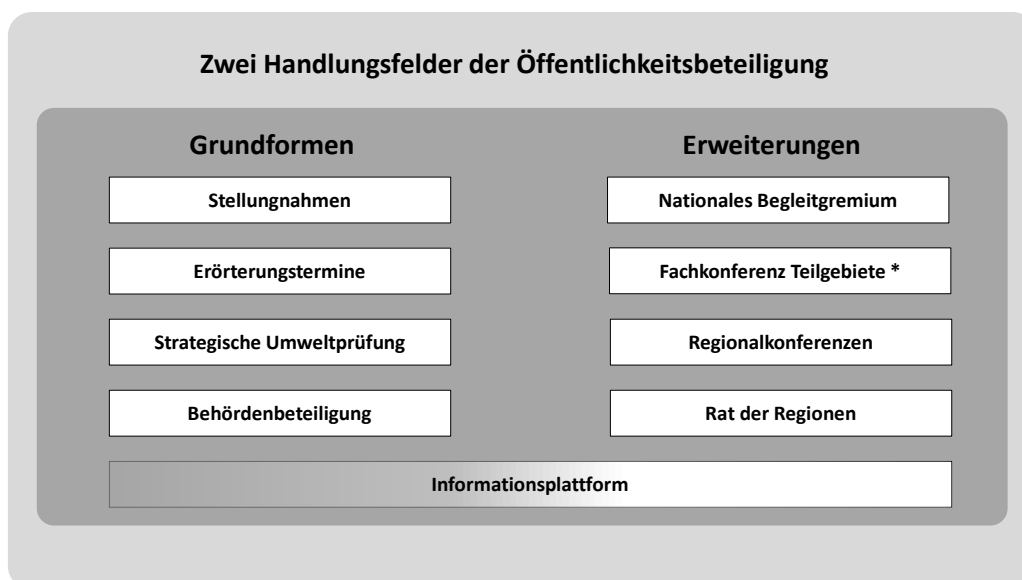 Zwei Handlungsfelder der Öffentlichkeitsbeteiligung
Grundformen
Stellungnahmen
Erörterungstermine
Strategische Umweltprüfung
Behördenbeteiligung
Erweiterungen
Nationales Begleitgremium
Fachkonferenz Teilgebiete *
Regionalkonferenzen
Rat der Regionen
Informationsplattform